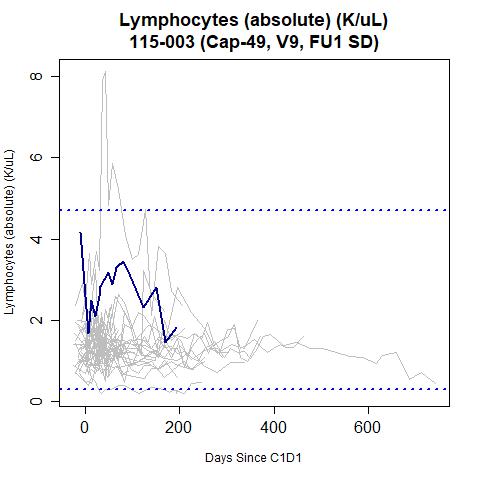 Lymphocytes (absolute) (K/uL)
115-003 (Cap-49, V9, FU1 SD)
Lymphocytes (absolute) (K/uL)
8
6
4
2
0
0 200 400 600
Days Since C1D1